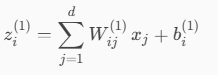 $z_i^{(1)} = \sum_{j=1}^{d} W_{ij}^{(1)} x_j + b_i^{(1)}$